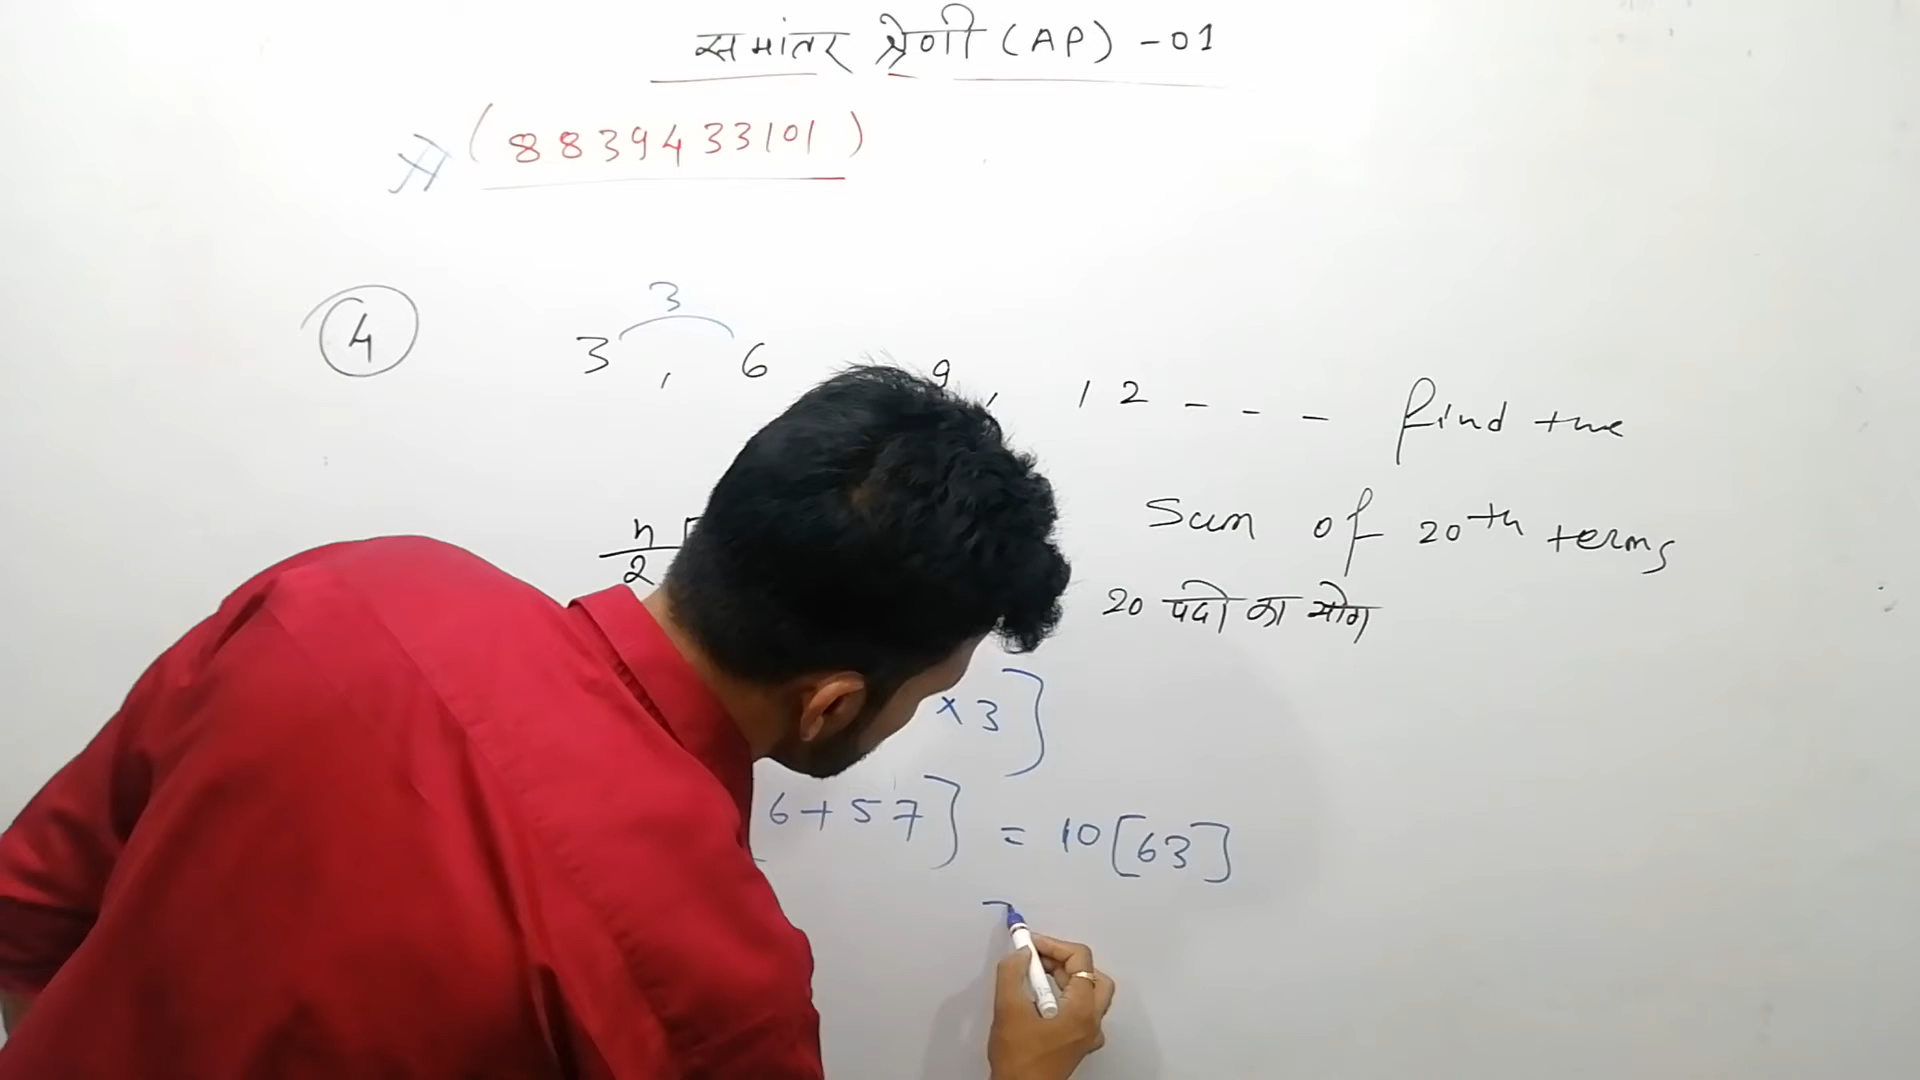 समांतर श्रेणी (AP) -01
(8839433101)
4
3
3, 6 9, 12 - - - find the
Sum of 20th terms
n
2
20 पदो का योग
×3]
[6+57] = 10[63]